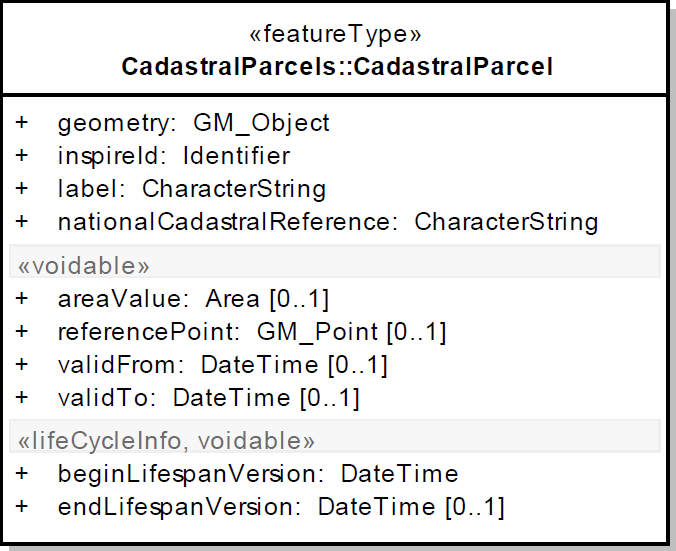 «featureType»
CadastralParcels::CadastralParcel
+ geometry: GM_Object
+ inspireId: Identifier
+ label: CharacterString
+ nationalCadastralReference: CharacterString
«voidable»
+ areaValue: Area [0..1]
+ referencePoint: GM_Point [0..1]
+ validFrom: DateTime [0..1]
+ validTo: DateTime [0..1]
«lifeCycleInfo, voidable»
+ beginLifespanVersion: DateTime
+ endLifespanVersion: DateTime [0..1]